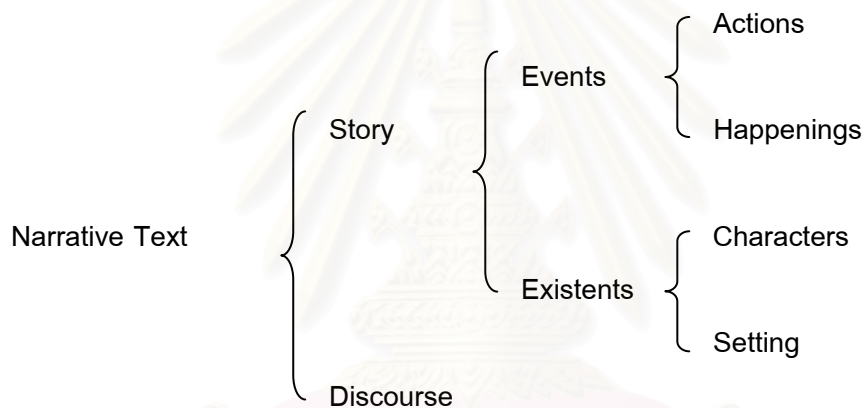 Actions
Events
Story
Happenings
Narrative Text
Characters
Existents
Setting
Discourse